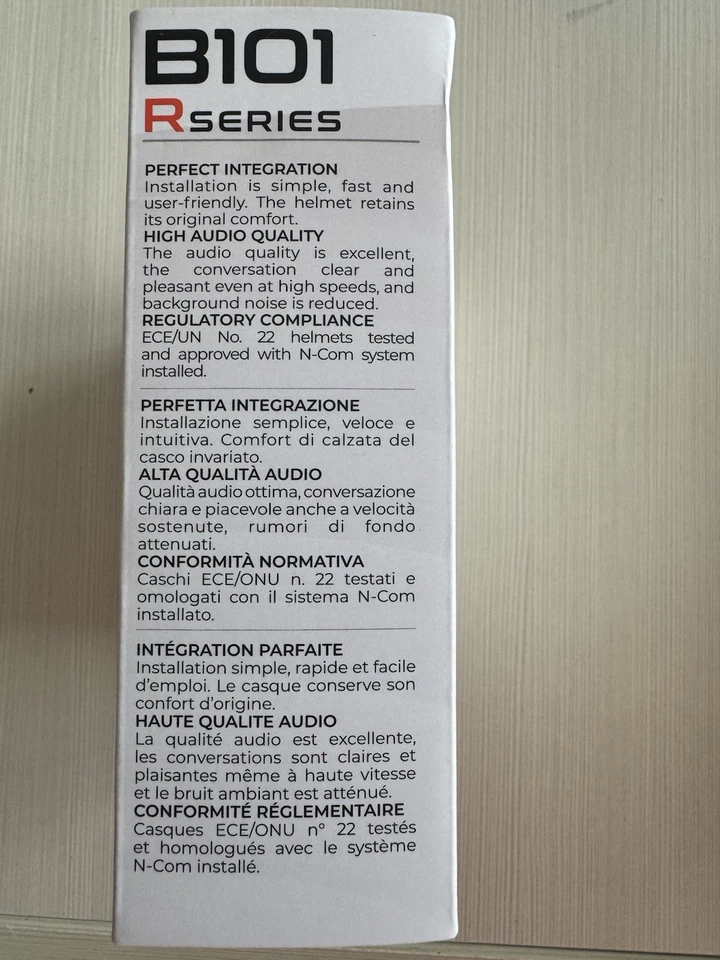 B101
R SERIES
PERFECT INTEGRATION
Installation is simple, fast and
user-friendly. The helmet retains
its original comfort.
HIGH AUDIO QUALITY
The audio quality is excellent,
the conversation clear and
pleasant even at high speeds, and
background noise is reduced.
REGULATORY COMPLIANCE
ECE/UN No. 22 helmets tested
and approved with N-Com system
installed.
PERFETTA INTEGRAZIONE
Installazione semplice, veloce e
intuitiva. Comfort di calzata del
casco invariato.
ALTA QUALITÀ AUDIO
Qualità audio ottima, conversazione
chiara e piacevole anche a velocità
sostenute, rumori di fondo
attenuati.
CONFORMITÀ NORMATIVA
Caschi ECE/ONU n. 22 testati e
omologati con il sistema N-Com
installato.
INTÉGRATION PARFAITE
Installation simple, rapide et facile
d'emploi. Le casque conserve son
confort d'origine.
HAUTE QUALITE AUDIO
La qualité audio est excellente,
les conversations sont claires et
plaisantes même à haute vitesse
et le bruit ambiant est atténué.
CONFORMITÉ RÉGLEMENTAIRE
Casques ECE/ONU n° 22 testés
et homologués avec le système
N-Com installé.